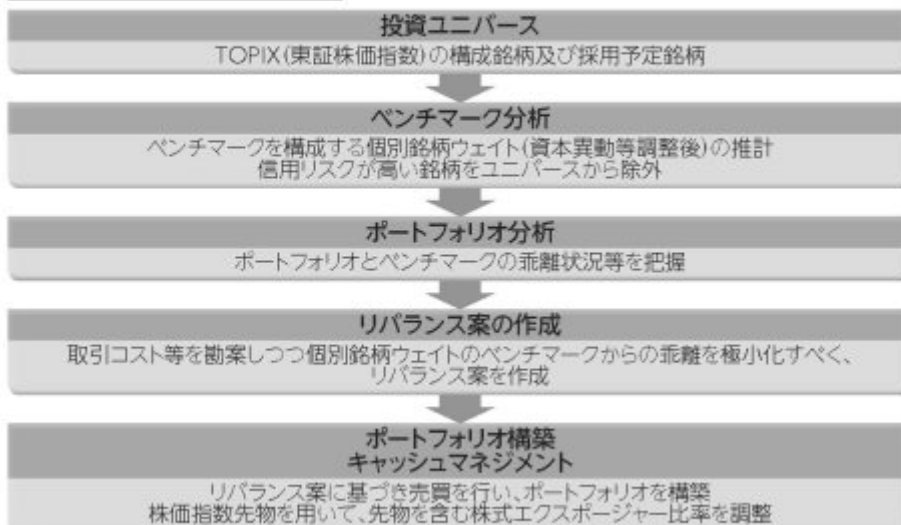 投資ユニバース
TOPIX(東証株価指数)の構成銘柄及び採用予定銘柄
ベンチマーク分析
ベンチマークを構成する個別銘柄ウェイト(資本異動等調整後)の推計
信用リスクが高い銘柄をユニバースから除外
ポートフォリオ分析
ポートフォリオとベンチマークの乖離状況等を把握
リバランス案の作成
取引コスト等を勘案しつつ個別銘柄ウェイトのベンチマークからの乖離を極小化すべく、
リバランス案を作成
ポートフォリオ構築
キャッシュマネジメント
リバランス案に基づき売買を行い、ポートフォリオを構築
株価指数先物を用いて、先物を含む株式エクスポージャー比率を調整